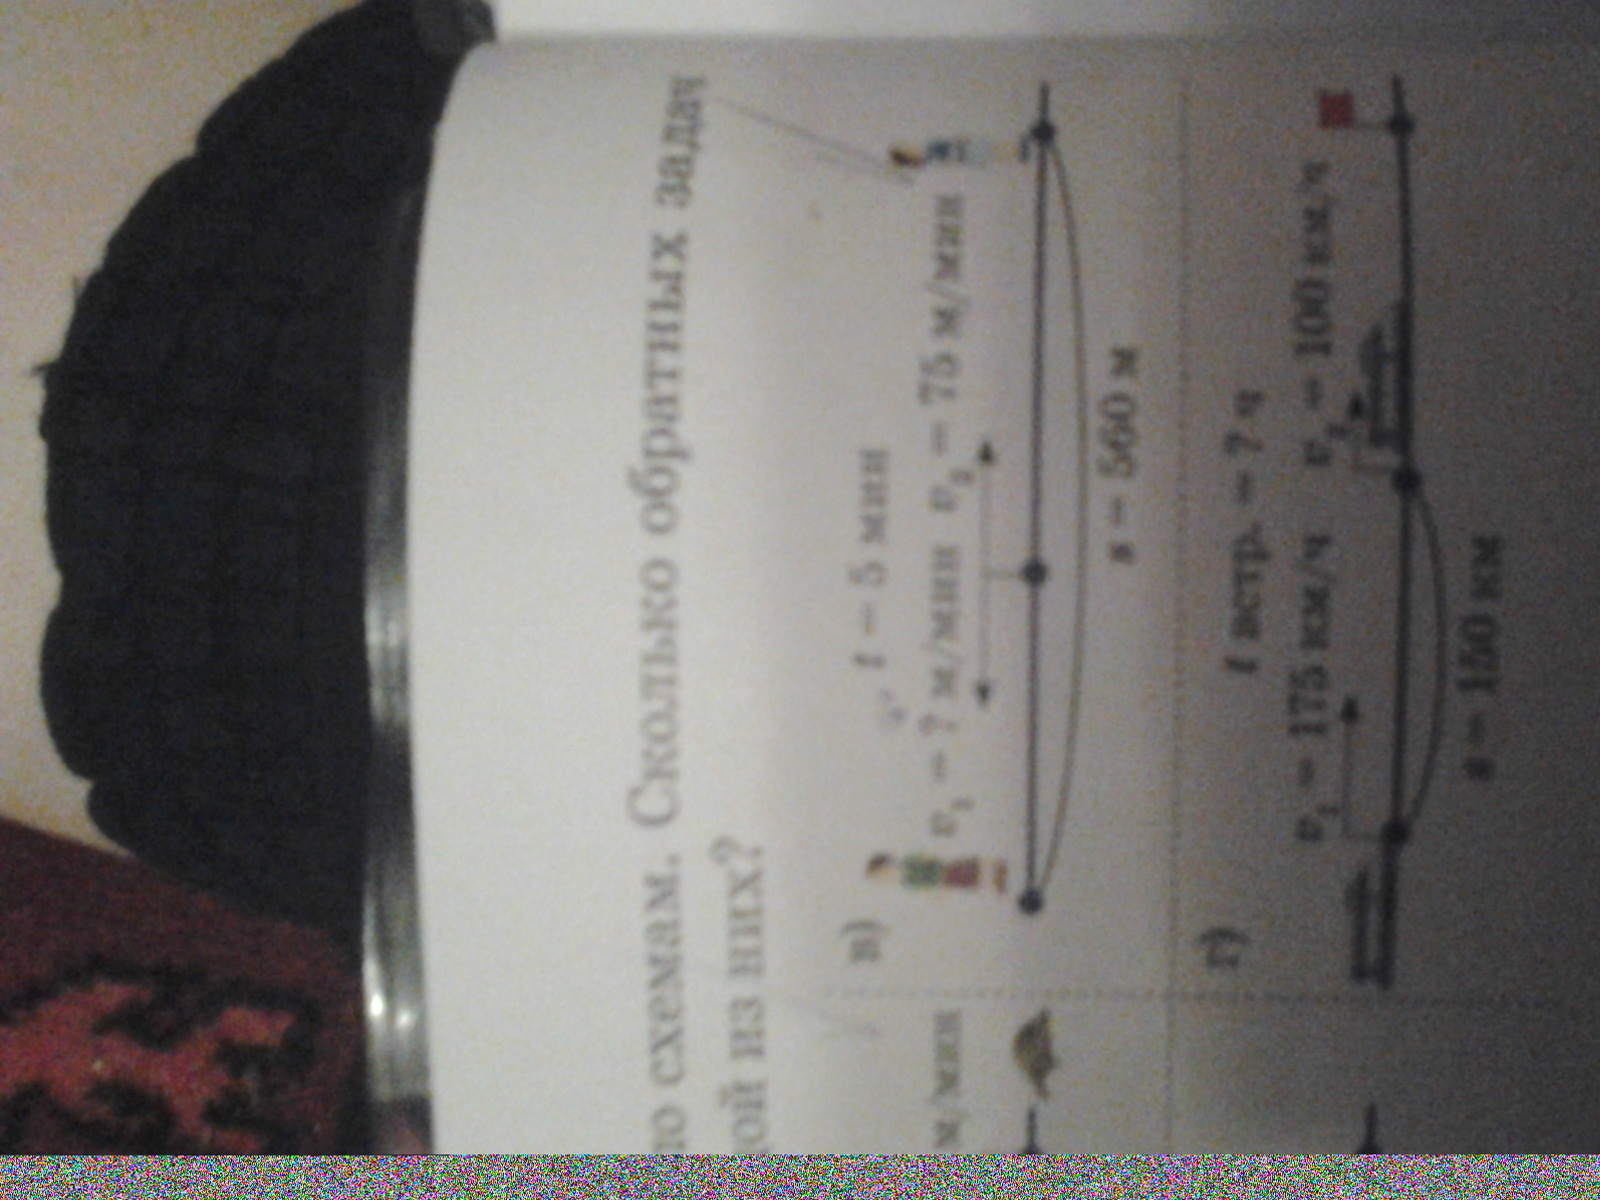 по схемам. Сколько обратных задач
дой из них?
в)
t = 5 мин
v₁ = ? м/мин v₂ = 75 м/мин
s = 560 м
м/мин
г)
t встр. = ? ч
v₁ = 175 км/ч v₂ = 100 км/ч
s = 150 км